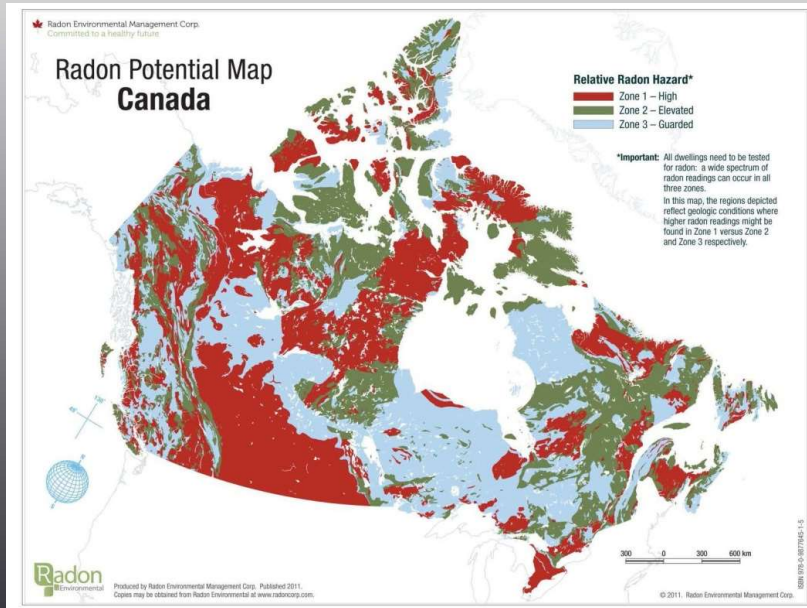 Radon Environmental Management Corp.
Committed to a healthy future
Radon Potential Map
Canada
Relative Radon Hazard*
Zone 1 – High
Zone 2 – Elevated
Zone 3 – Guarded
*Important: All dwellings need to be tested
for radon: a wide spectrum of
radon readings can occur in all
three zones.
In this map, the regions depicted
reflect geologic conditions where
higher radon readings might be
found in Zone 1 versus Zone 2
and Zone 3 respectively.
300 0 300 600 km
Radon
Environmental
Produced by Radon Environmental Management Corp. Published 2011.
Copies may be obtained from Radon Environmental at www.radoncorp.com.
© 2011. Radon Environmental Management Corp.